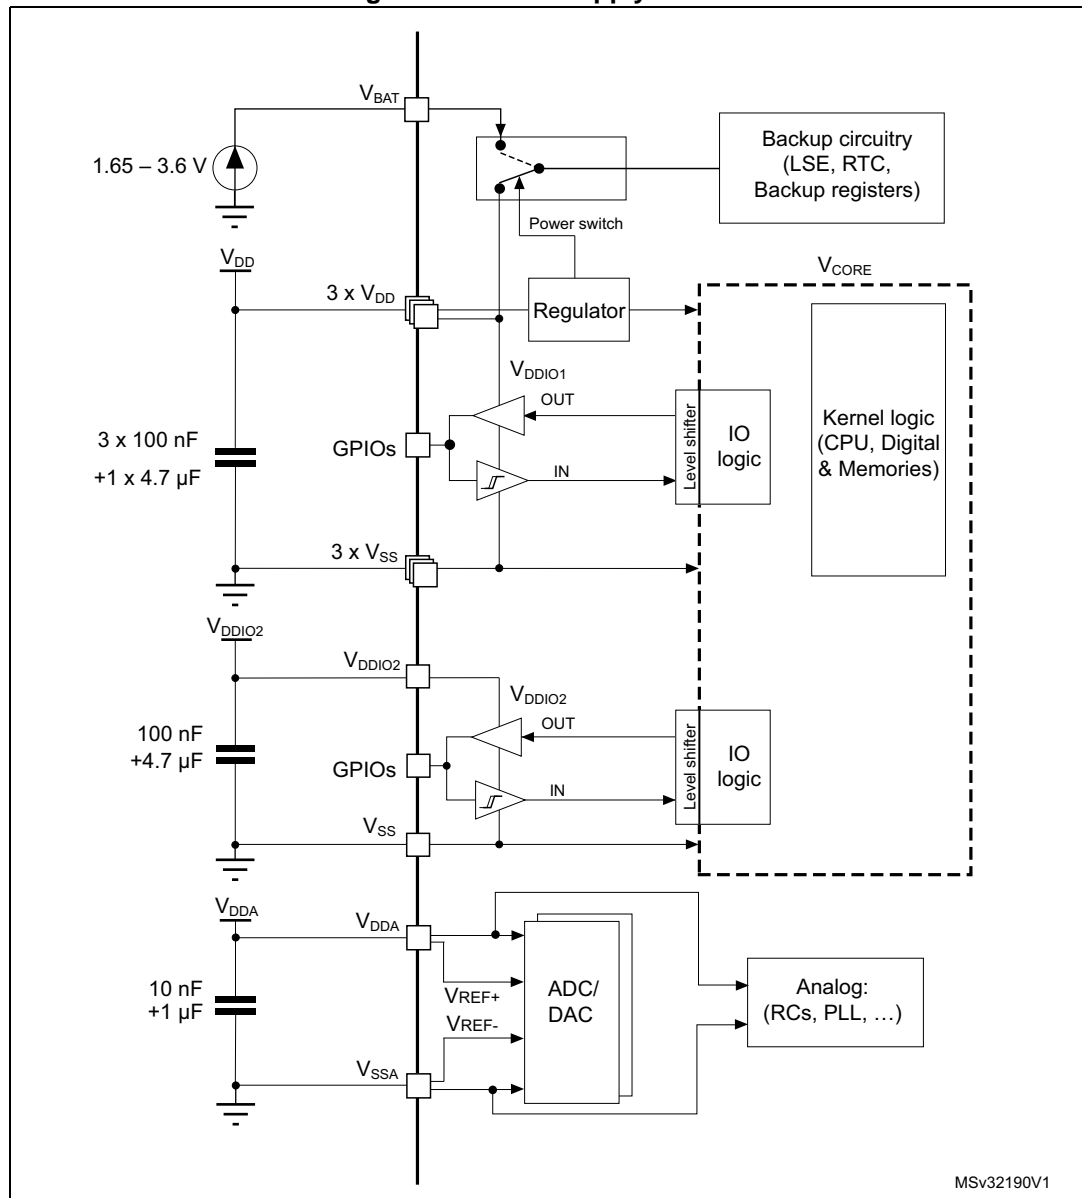 VBAT
1.65 – 3.6 V
Backup circuitry
(LSE, RTC,
Backup registers)
Power switch
VDD
VCORE
3 x VDD
Regulator
VDDIO1
OUT
3 x 100 nF
+1 x 4.7 µF
GPIOs
IN
Level shifter
IO
logic
Kernel logic
(CPU, Digital
& Memories)
3 x VSS
VDDIO2
VDDIO2
VDDIO2
OUT
100 nF
+4.7 µF
GPIOs
IN
Level shifter
IO
logic
VSS
VDDA
VDDA
10 nF
+1 µF
VREF+
VREF-
ADC/
DAC
Analog:
(RCs, PLL, …)
VSSA
MSv32190V1